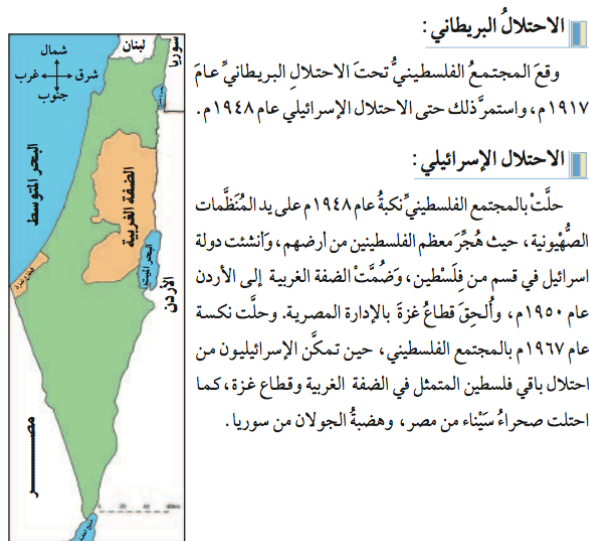 الاحتلالُ البريطاني :
وقعَ المجتمعُ الفلسطينيُّ تحتَ الاحتلالِ البريطانيِّ عامَ
١٩١٧م، واستمرَّ ذلك حتى الاحتلال الإسرائيلي عام ١٩٤٨م.
الاحتلال الإسرائيلي :
حلَّتْ بالمجتمع الفلسطينيِّ نكبةُ عام ١٩٤٨م على يد المُنَظَّمات
الصُّهْيونية، حيث هُجِّرَ معظم الفلسطينين من أرضهم، وَأنشئت دولة
اسرائيل في قسم من فِلَسْطين، وَضُمَّتْ الضفة الغربية إلى الأردن
عام ١٩٥٠م، وأُلحِقَ قطاعُ غزةَ بالإدارة المصرية. وحلَّت نكسة
عام ١٩٦٧م بالمجتمع الفلسطيني، حين تمكَّن الإسرائيليون من
احتلال باقي فلسطين المتمثل في الضفة الغربية وقطاع غزة، كما
احتلت صحراءُ سَيْناء من مصر، وهضبةُ الجولان من سوريا.
شمال
شرق
غرب
جنوب
لبنان
سوريا
البحر المتوسط
الضفة الغربية
البحر الميت
الأردن
قطاع غزة
مصــر